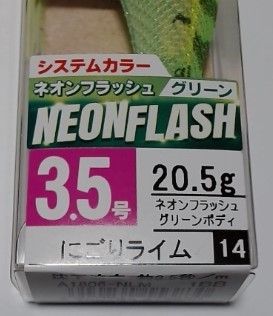 システムカラー
ネオンフラッシュ グリーン
NEONFLASH
3.5号 20.5g
ネオンフラッシュ
グリーンボディ
にごりライム 14